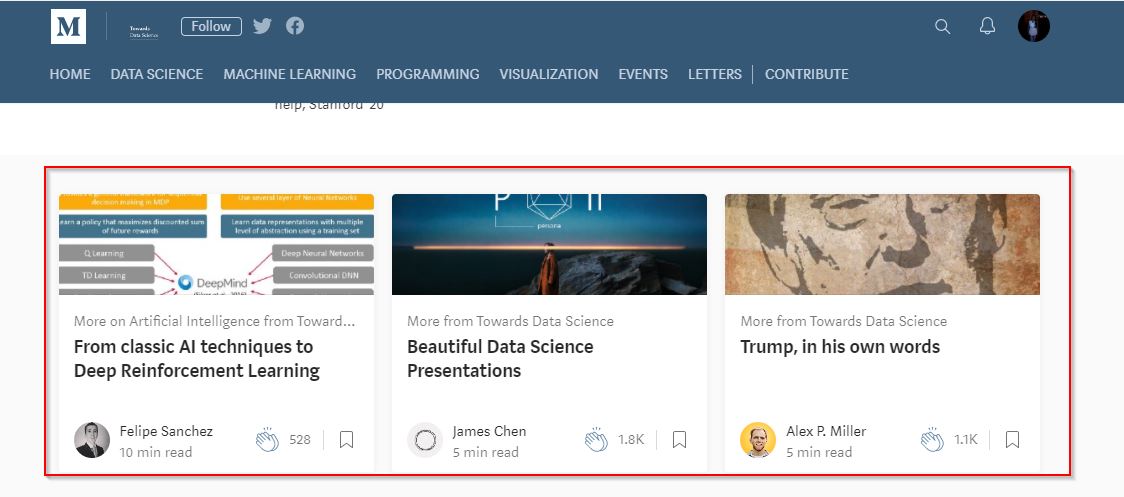 M
Towards
Data Science
Follow
HOME DATA SCIENCE MACHINE LEARNING PROGRAMMING VISUALIZATION EVENTS LETTERS CONTRIBUTE
help, Stanford '20
decision making in MDP
Use several layer of Neural Networks
earn a policy that maximizes discounted sum
of future rewards
Learn data representations with multiple
level of abstraction using a training set
Q Learning
Deep Neural Networks
TD Learning
DeepMind
Convolutional DNN
persona
More on Artificial Intelligence from Toward...
From classic AI techniques to
Deep Reinforcement Learning
Felipe Sanchez
10 min read
528
More from Towards Data Science
Beautiful Data Science
Presentations
James Chen
5 min read
1.8K
More from Towards Data Science
Trump, in his own words
Alex P. Miller
5 min read
1.1K